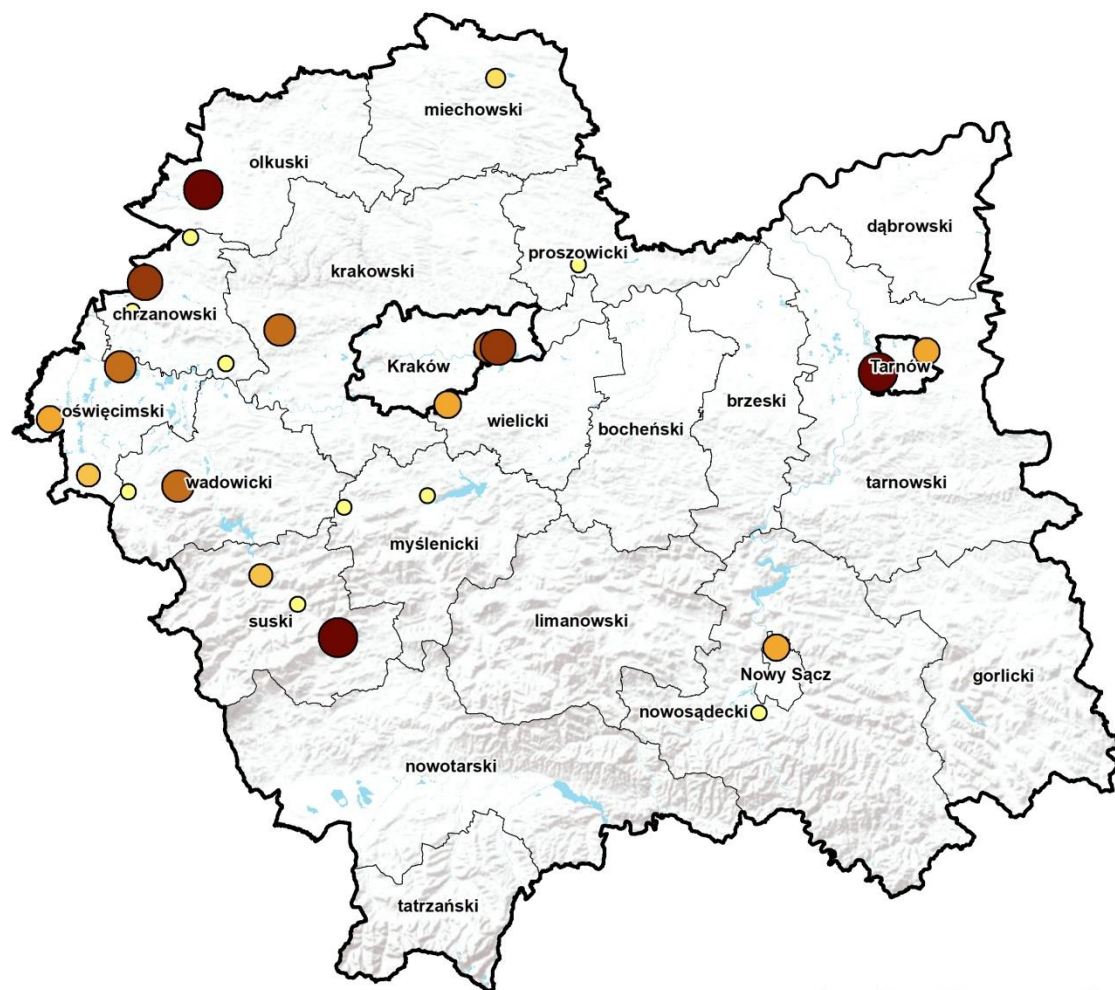 miechowski
olkuski
dąbrowski
proszowicki
krakowski
chrzanowski
Kraków
Tarnów
brzeski
oświęcimski
wielicki
bocheński
wadowicki
tarnowski
myślenicki
suski
limanowski
Nowy Sącz
gorlicki
nowosądecki
nowotarski
tatrzański